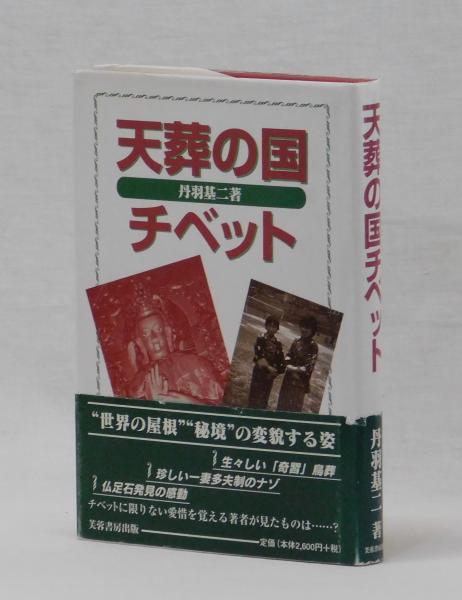 天葬の国
丹羽基二著
チベット
“世界の屋根”“秘境”の変貌する姿
生々しい「奇習」鳥葬
珍しい一妻多夫制のナゾ
仏足石発見の感動
チベットに限りない愛惜を覚える著者が見たものは……?
芙蓉書房出版
定価（本体2,600円+税）
天葬の国チベット
丹羽基二 著